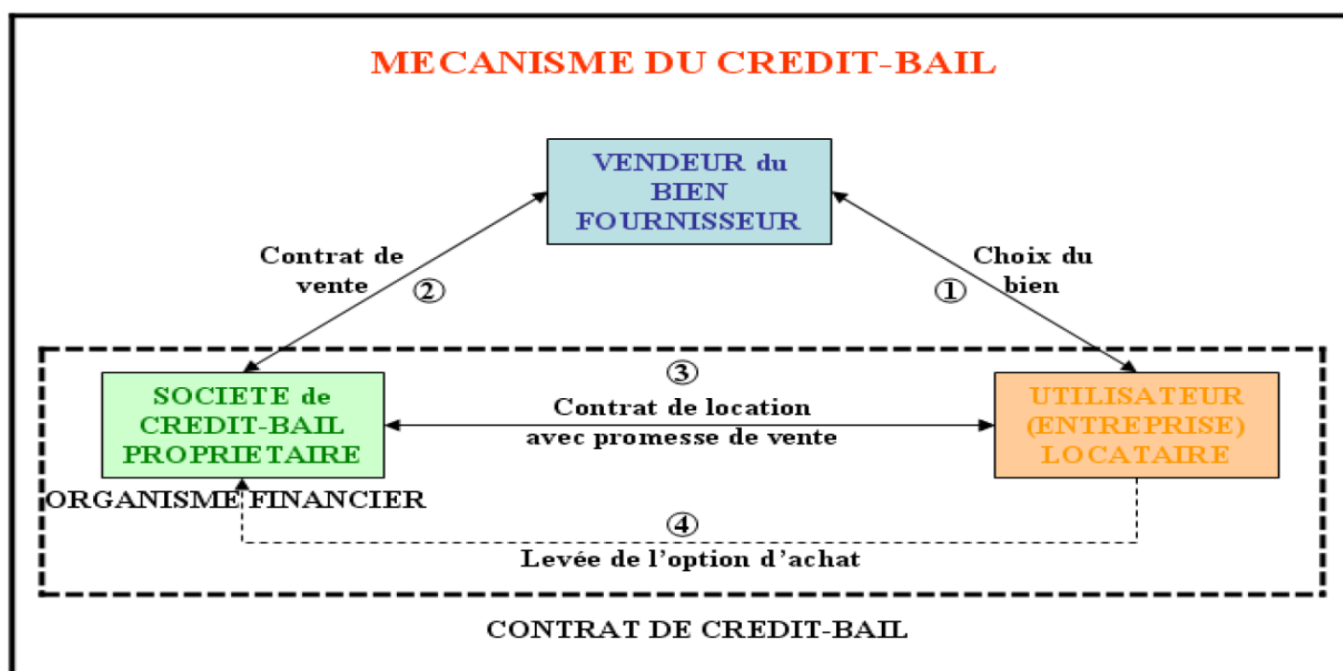 MECANISME DU CREDIT-BAIL
VENDEUR du
BIEN
FOURNISSEUR
Contrat de
vente
②
Choix du
bien
①
SOCIETE de
CREDIT-BAIL
PROPRIETAIRE
ORGANISME FINANCIER
③
Contrat de location
avec promesse de vente
UTILISATEUR
(ENTREPRISE)
LOCATAIRE
④
Levée de l'option d'achat
CONTRAT DE CREDIT-BAIL